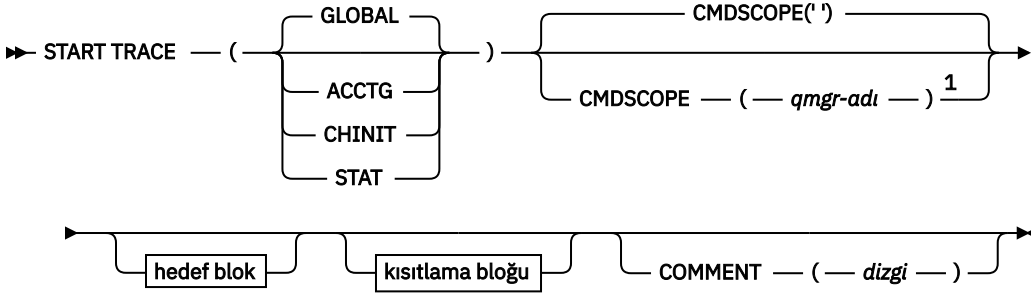 GLOBAL CMDSCOPE(' ')
START TRACE ( ) 
ACCTG CMDSCOPE ( qmgr-adı ) 1
CHINIT
STAT
hedef blok kısıtlama bloğu COMMENT ( dizgi )